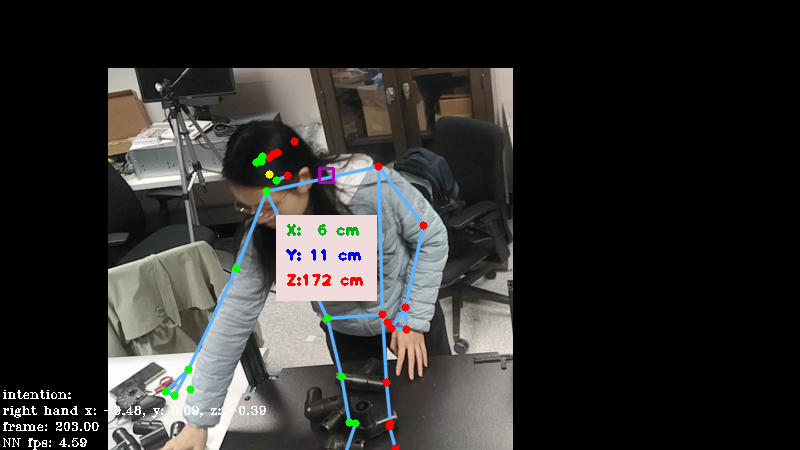 X: 6 cm
Y: 11 cm
Z:172 cm
intention:
right hand x: -0.48, y: 0.09, z: -0.39
frame: 203.00
NN fps: 4.59